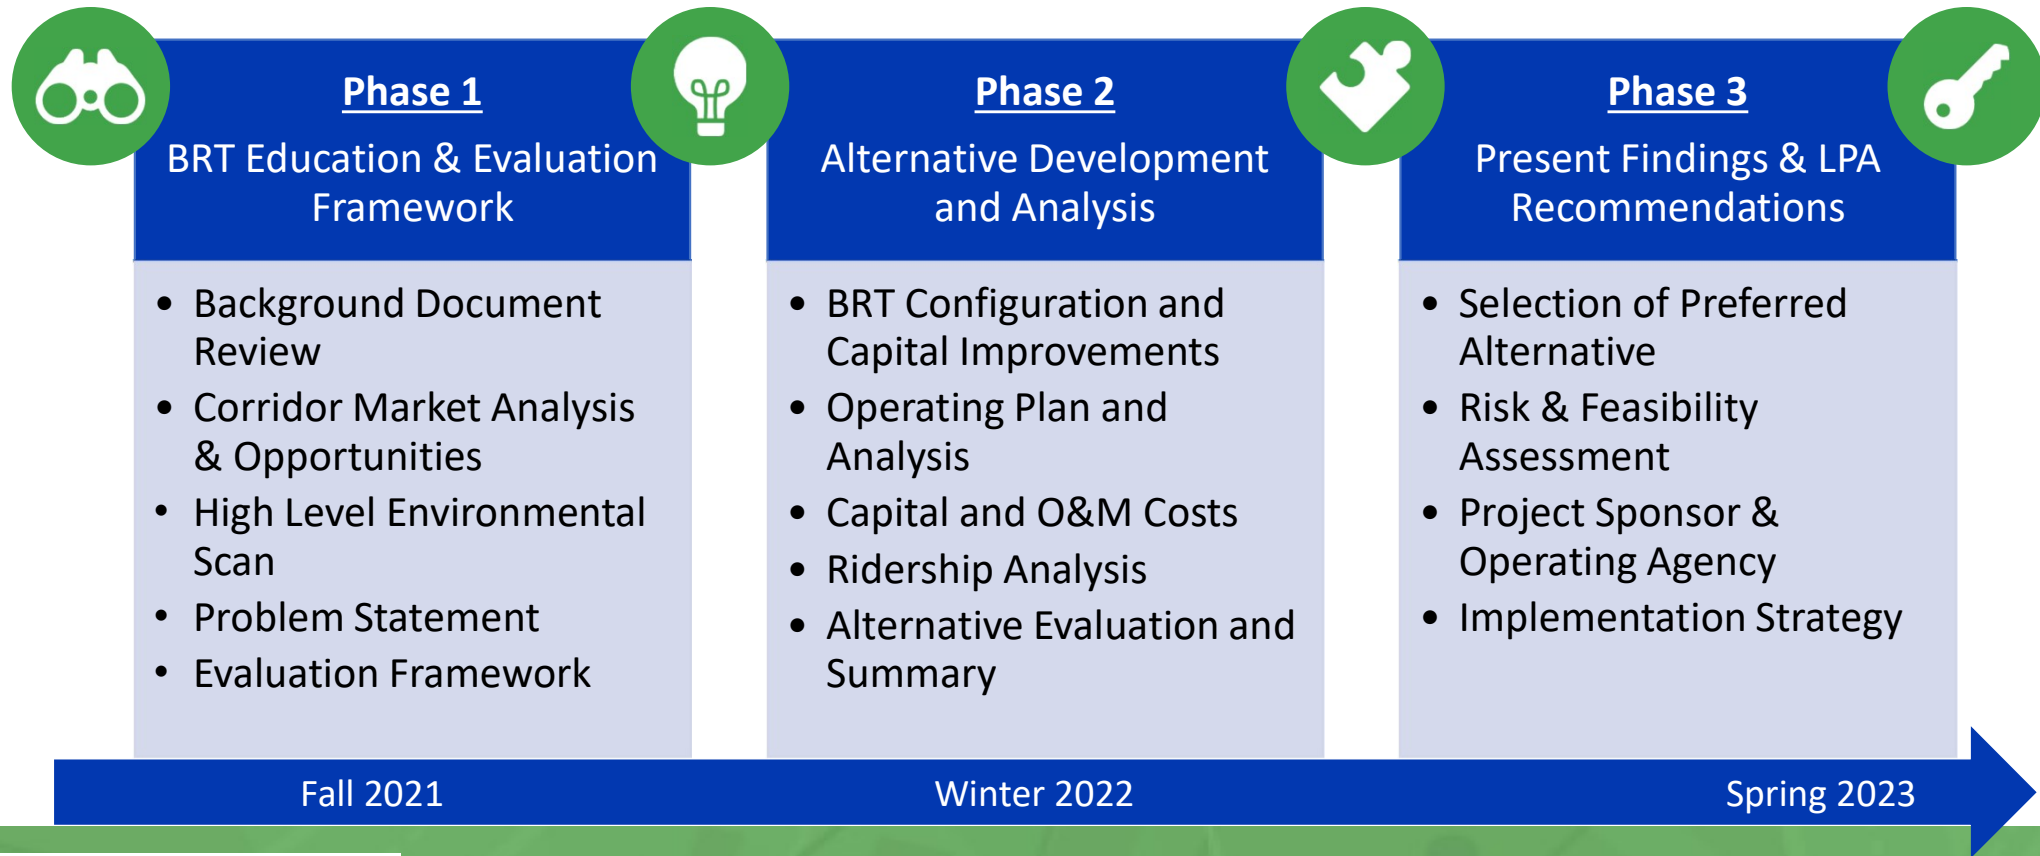 Phase 1
BRT Education & Evaluation
Framework
• Background Document
Review
• Corridor Market Analysis
& Opportunities
• High Level Environmental
Scan
• Problem Statement
• Evaluation Framework
Phase 2
Alternative Development
and Analysis
• BRT Configuration and
Capital Improvements
• Operating Plan and
Analysis
• Capital and O&M Costs
• Ridership Analysis
• Alternative Evaluation and
Summary
Phase 3
Present Findings & LPA
Recommendations
• Selection of Preferred
Alternative
• Risk & Feasibility
Assessment
• Project Sponsor &
Operating Agency
• Implementation Strategy
Fall 2021
Winter 2022
Spring 2023